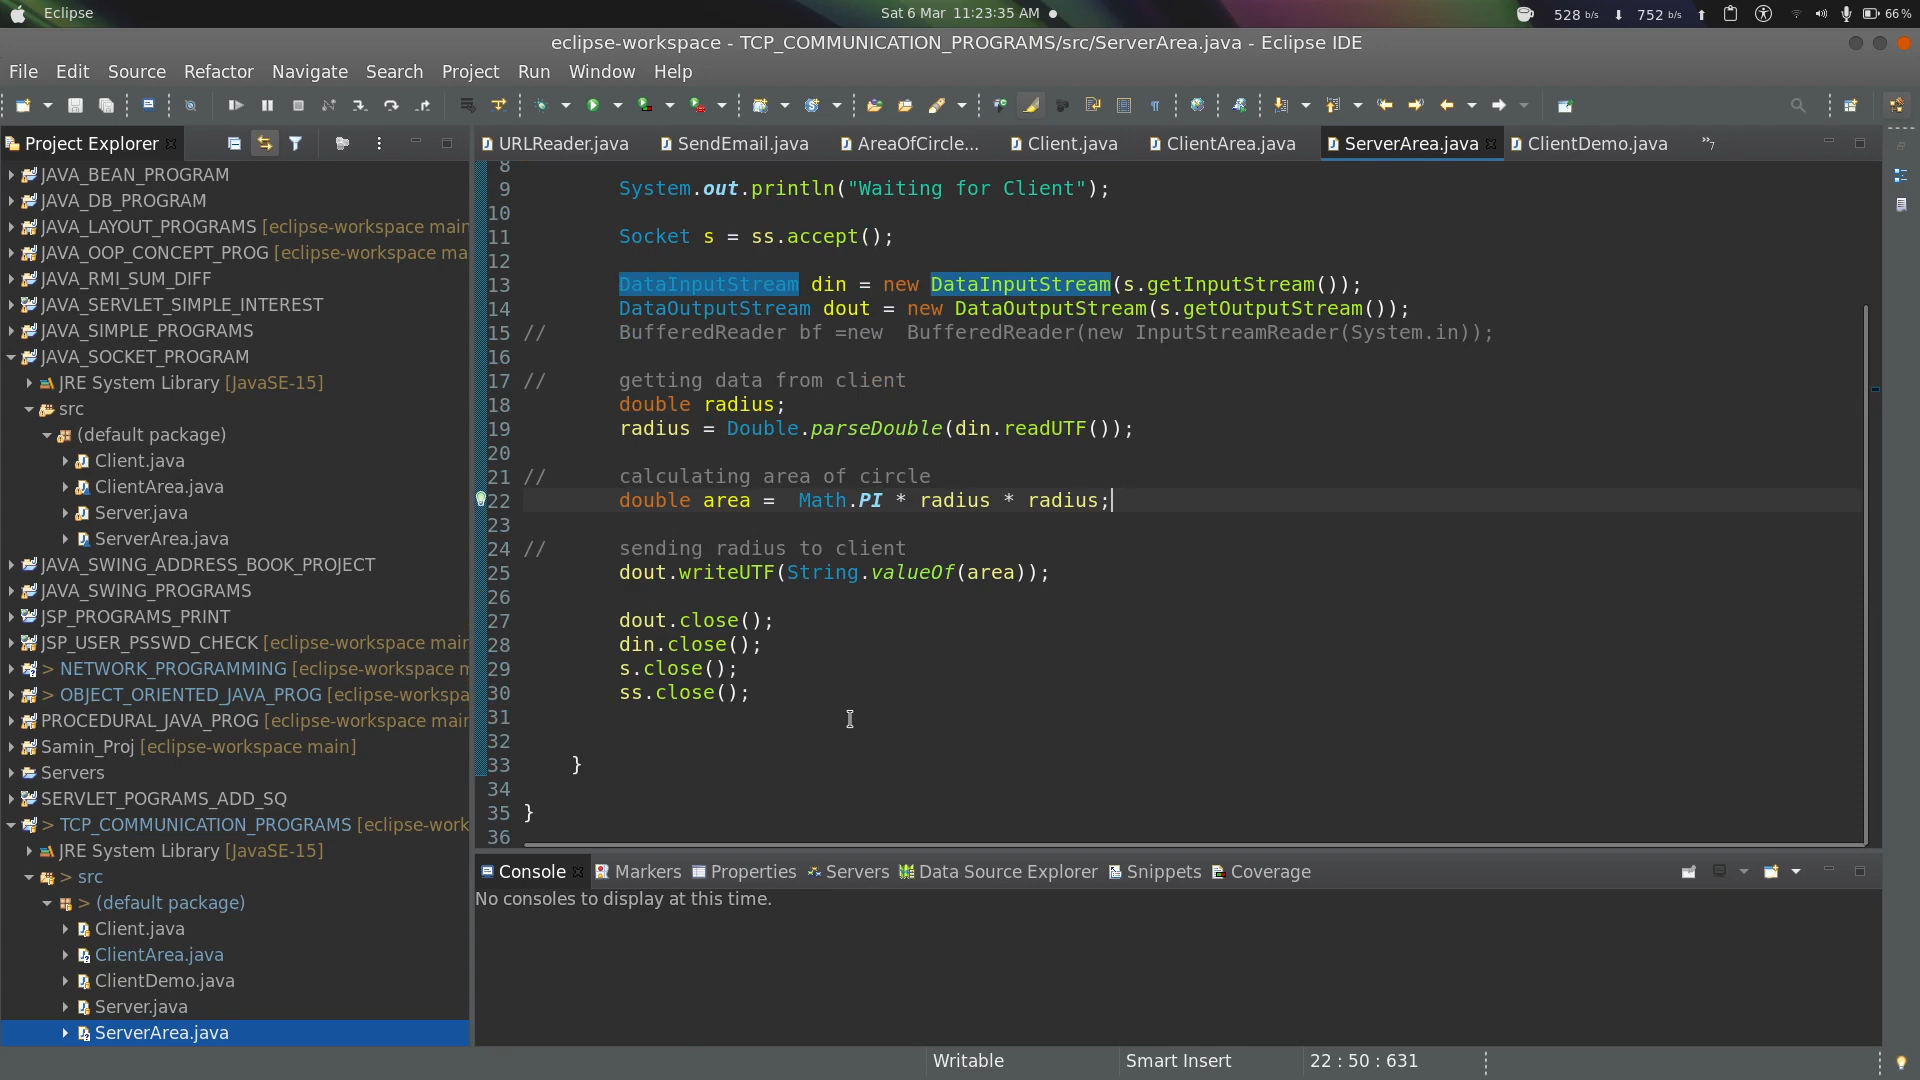 Eclipse
Sat 6 Mar 11:23:35 AM
528 b/s 752 b/s 66%
eclipse-workspace - TCP_COMMUNICATION_PROGRAMS/src/ServerArea.java - Eclipse IDE
File Edit Source Refactor Navigate Search Project Run Window Help
Project Explorer
URLReader.java SendEmail.java AreaOfCircle... Client.java ClientArea.java ServerArea.java ClientDemo.java »7
JAVA_BEAN_PROGRAM
JAVA_DB_PROGRAM
JAVA_LAYOUT_PROGRAMS [eclipse-workspace main
JAVA_OOP_CONCEPT_PROG [eclipse-workspace ma
JAVA_RMI_SUM_DIFF
JAVA_SERVLET_SIMPLE_INTEREST
JAVA_SIMPLE_PROGRAMS
JAVA_SOCKET_PROGRAM
JRE System Library [JavaSE-15]
src
(default package)
Client.java
ClientArea.java
Server.java
ServerArea.java
JAVA_SWING_ADDRESS_BOOK_PROJECT
JAVA_SWING_PROGRAMS
JSP_PROGRAMS_PRINT
JSP_USER_PSSWD_CHECK [eclipse-workspace main
> NETWORK_PROGRAMMING [eclipse-workspace m
> OBJECT_ORIENTED_JAVA_PROG [eclipse-workspa
PROCEDURAL_JAVA_PROG [eclipse-workspace main
Samin_Proj [eclipse-workspace main]
Servers
SERVLET_POGRAMS_ADD_SQ
> TCP_COMMUNICATION_PROGRAMS [eclipse-work
JRE System Library [JavaSE-15]
> src
> (default package)
Client.java
ClientArea.java
ClientDemo.java
Server.java
ServerArea.java
8
9 System.out.println("Waiting for Client");
10
11 Socket s = ss.accept();
12
13 DataInputStream din = new DataInputStream(s.getInputStream());
14 DataOutputStream dout = new DataOutputStream(s.getOutputStream());
15 // BufferedReader bf =new  BufferedReader(new InputStreamReader(System.in));
16
17 // getting data from client
18 double radius;
19 radius = Double.parseDouble(din.readUTF());
20
21 // calculating area of circle
22 double area =  Math.PI * radius * radius;
23
24 // sending radius to client
25 dout.writeUTF(String.valueOf(area));
26
27 dout.close();
28 din.close();
29 s.close();
30 ss.close();
31
32
33 }
34
35 }
36
Console Markers Properties Servers Data Source Explorer Snippets Coverage
No consoles to display at this time.
Writable Smart Insert 22 : 50 : 631